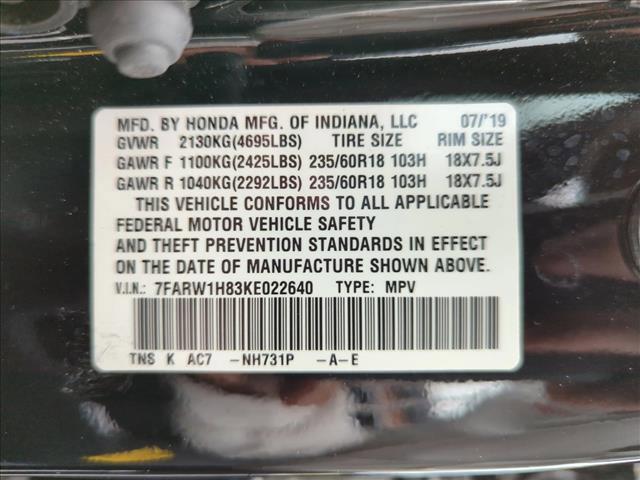 MFD. BY HONDA MFG. OF INDIANA, LLC 07/'19
GVWR 2130KG(4695LBS) TIRE SIZE RIM SIZE
GAWR F 1100KG(2425LBS) 235/60R18 103H 18X7.5J
GAWR R 1040KG(2292LBS) 235/60R18 103H 18X7.5J
THIS VEHICLE CONFORMS TO ALL APPLICABLE
FEDERAL MOTOR VEHICLE SAFETY
AND THEFT PREVENTION STANDARDS IN EFFECT
ON THE DATE OF MANUFACTURE SHOWN ABOVE.
V.I.N.: 7FARW1H83KE022640 TYPE: MPV
TNS K AC7 -NH731P -A-E